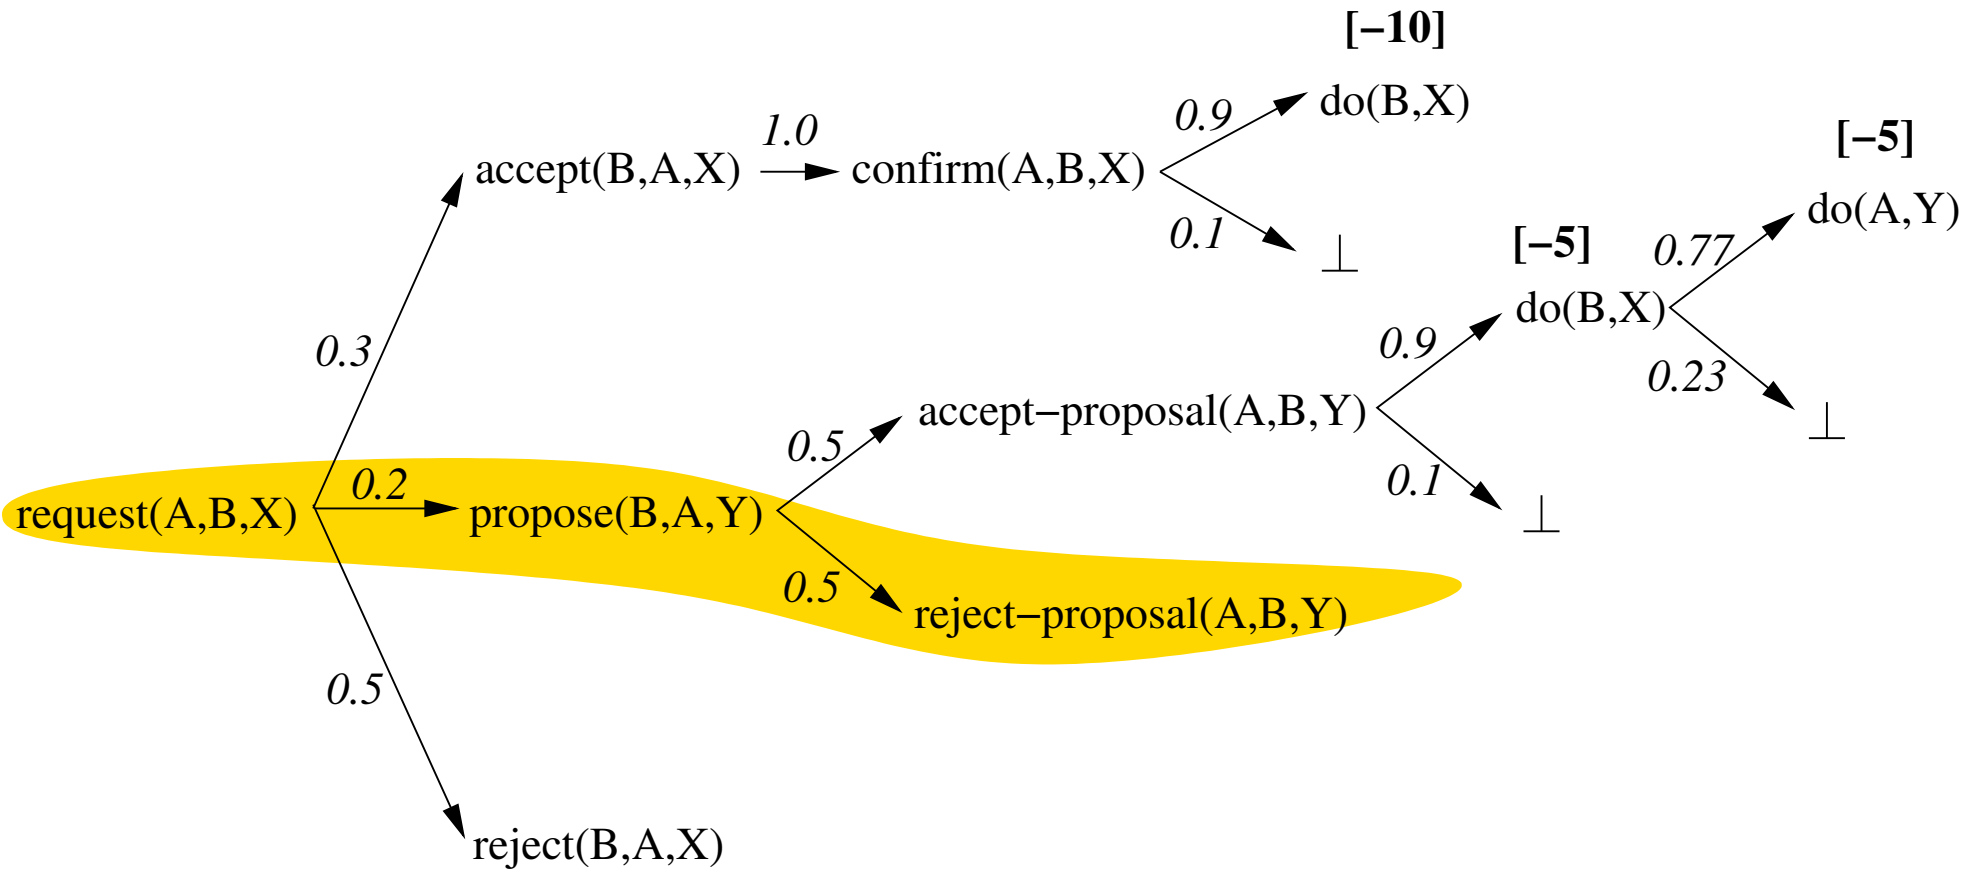 [−10]
do(B,X)
0.9
1.0
[−5]
accept(B,A,X)
confirm(A,B,X)
do(A,Y)
0.1
⊥
[−5]
0.77
do(B,X)
0.3
0.9
0.23
accept−proposal(A,B,Y)
⊥
0.5
0.1
0.2
request(A,B,X)
propose(B,A,Y)
⊥
0.5
reject−proposal(A,B,Y)
0.5
reject(B,A,X)